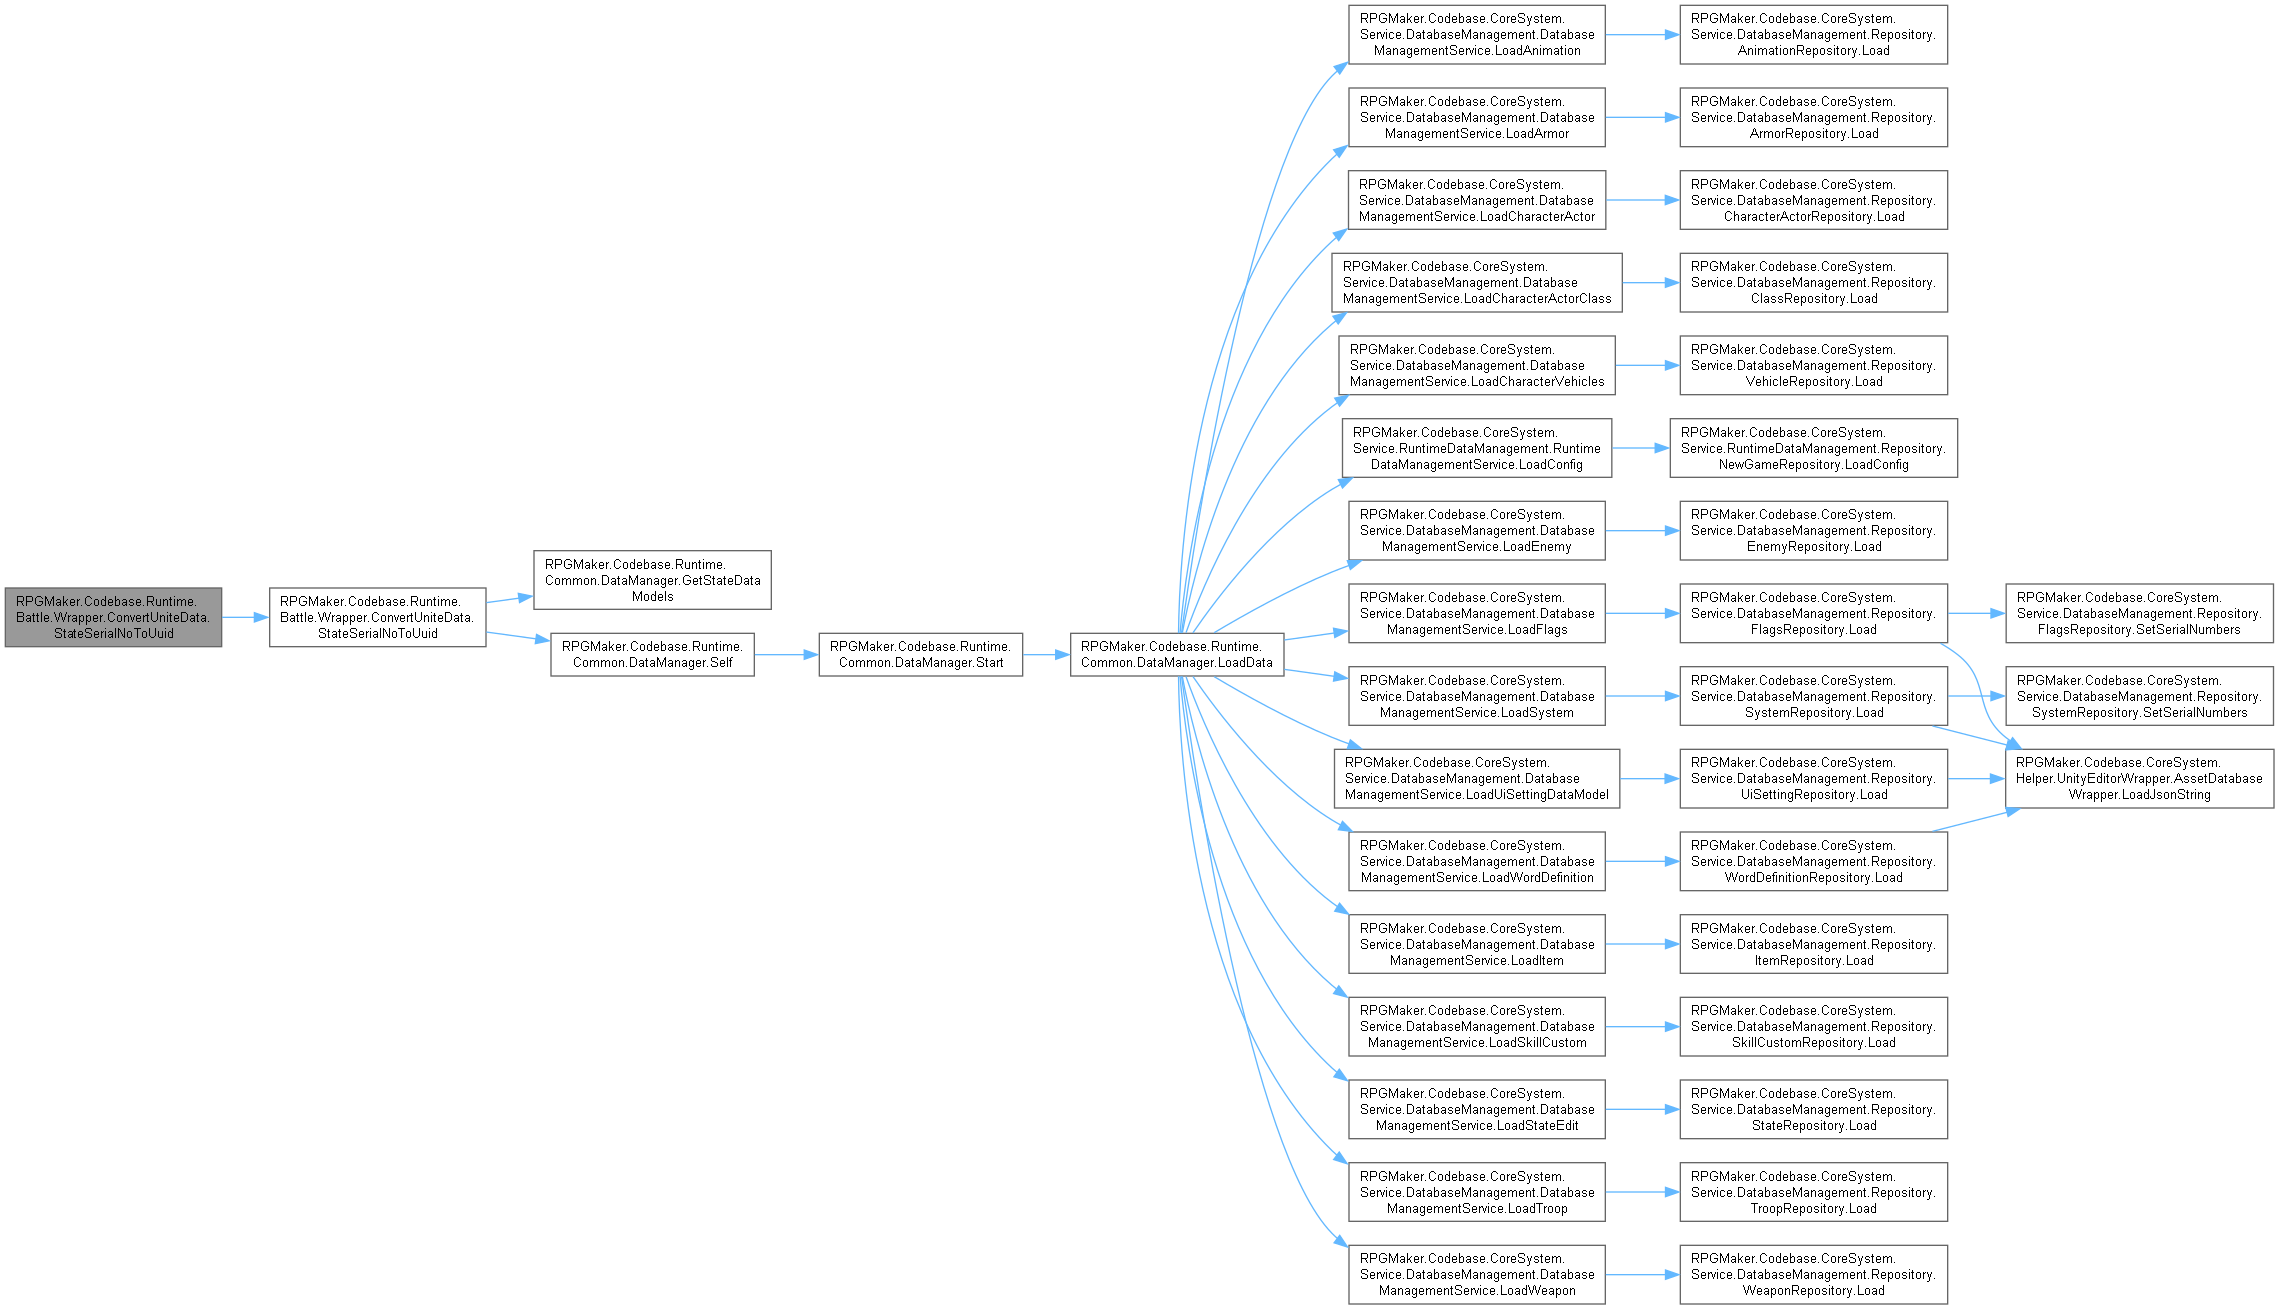 RPGMaker.Codebase.Runtime.
Battle.Wrapper.ConvertUniteData.
StateSerialNoToUuid
RPGMaker.Codebase.Runtime.
Battle.Wrapper.ConvertUniteData.
StateSerialNoToUuid
RPGMaker.Codebase.Runtime.
Common.DataManager.GetStateData
Models
RPGMaker.Codebase.Runtime.
Common.DataManager.Self
RPGMaker.Codebase.Runtime.
Common.DataManager.Start
RPGMaker.Codebase.Runtime.
Common.DataManager.LoadData
RPGMaker.Codebase.CoreSystem.
Service.DatabaseManagement.Database
ManagementService.LoadAnimation
RPGMaker.Codebase.CoreSystem.
Service.DatabaseManagement.Repository.
AnimationRepository.Load
RPGMaker.Codebase.CoreSystem.
Service.DatabaseManagement.Database
ManagementService.LoadArmor
RPGMaker.Codebase.CoreSystem.
Service.DatabaseManagement.Repository.
ArmorRepository.Load
RPGMaker.Codebase.CoreSystem.
Service.DatabaseManagement.Database
ManagementService.LoadCharacterActor
RPGMaker.Codebase.CoreSystem.
Service.DatabaseManagement.Repository.
CharacterActorRepository.Load
RPGMaker.Codebase.CoreSystem.
Service.DatabaseManagement.Database
ManagementService.LoadCharacterActorClass
RPGMaker.Codebase.CoreSystem.
Service.DatabaseManagement.Repository.
ClassRepository.Load
RPGMaker.Codebase.CoreSystem.
Service.DatabaseManagement.Database
ManagementService.LoadCharacterVehicles
RPGMaker.Codebase.CoreSystem.
Service.DatabaseManagement.Repository.
VehicleRepository.Load
RPGMaker.Codebase.CoreSystem.
Service.RuntimeDataManagement.Runtime
DataManagementService.LoadConfig
RPGMaker.Codebase.CoreSystem.
Service.RuntimeDataManagement.Repository.
NewGameRepository.LoadConfig
RPGMaker.Codebase.CoreSystem.
Service.DatabaseManagement.Database
ManagementService.LoadEnemy
RPGMaker.Codebase.CoreSystem.
Service.DatabaseManagement.Repository.
EnemyRepository.Load
RPGMaker.Codebase.CoreSystem.
Service.DatabaseManagement.Database
ManagementService.LoadFlags
RPGMaker.Codebase.CoreSystem.
Service.DatabaseManagement.Repository.
FlagsRepository.Load
RPGMaker.Codebase.CoreSystem.
Service.DatabaseManagement.Repository.
FlagsRepository.SetSerialNumbers
RPGMaker.Codebase.CoreSystem.
Service.DatabaseManagement.Database
ManagementService.LoadSystem
RPGMaker.Codebase.CoreSystem.
Service.DatabaseManagement.Repository.
SystemRepository.Load
RPGMaker.Codebase.CoreSystem.
Service.DatabaseManagement.Repository.
SystemRepository.SetSerialNumbers
RPGMaker.Codebase.CoreSystem.
Service.DatabaseManagement.Database
ManagementService.LoadUiSettingDataModel
RPGMaker.Codebase.CoreSystem.
Service.DatabaseManagement.Repository.
UiSettingRepository.Load
RPGMaker.Codebase.CoreSystem.
Helper.UnityEditorWrapper.AssetDatabase
Wrapper.LoadJsonString
RPGMaker.Codebase.CoreSystem.
Service.DatabaseManagement.Database
ManagementService.LoadWordDefinition
RPGMaker.Codebase.CoreSystem.
Service.DatabaseManagement.Repository.
WordDefinitionRepository.Load
RPGMaker.Codebase.CoreSystem.
Service.DatabaseManagement.Database
ManagementService.LoadItem
RPGMaker.Codebase.CoreSystem.
Service.DatabaseManagement.Repository.
ItemRepository.Load
RPGMaker.Codebase.CoreSystem.
Service.DatabaseManagement.Database
ManagementService.LoadSkillCustom
RPGMaker.Codebase.CoreSystem.
Service.DatabaseManagement.Repository.
SkillCustomRepository.Load
RPGMaker.Codebase.CoreSystem.
Service.DatabaseManagement.Database
ManagementService.LoadStateEdit
RPGMaker.Codebase.CoreSystem.
Service.DatabaseManagement.Repository.
StateRepository.Load
RPGMaker.Codebase.CoreSystem.
Service.DatabaseManagement.Database
ManagementService.LoadTroop
RPGMaker.Codebase.CoreSystem.
Service.DatabaseManagement.Repository.
TroopRepository.Load
RPGMaker.Codebase.CoreSystem.
Service.DatabaseManagement.Database
ManagementService.LoadWeapon
RPGMaker.Codebase.CoreSystem.
Service.DatabaseManagement.Repository.
WeaponRepository.Load